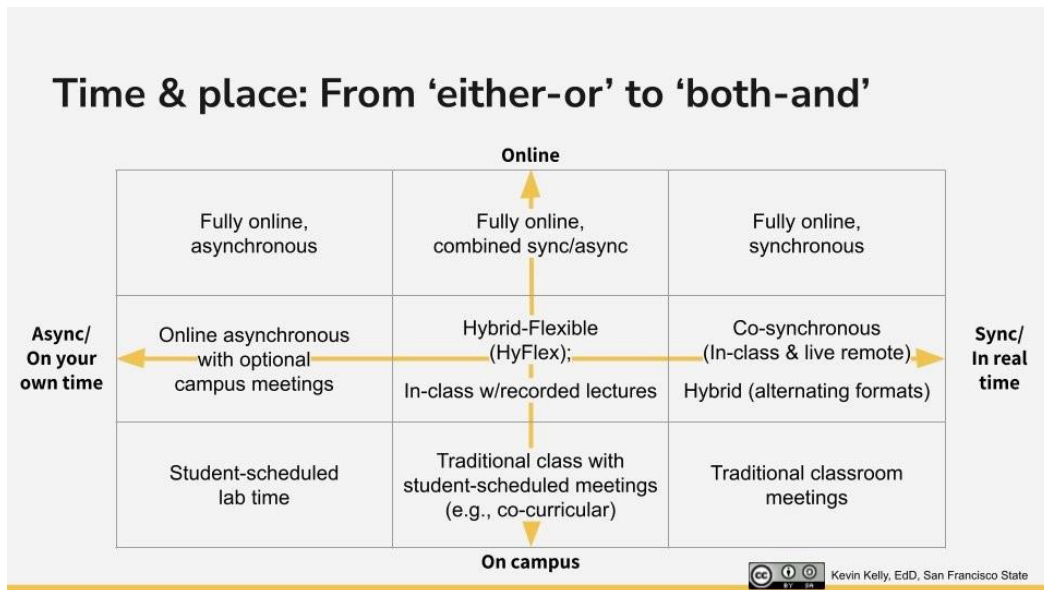 Time & place: From ‘either-or’ to ‘both-and’
Online
Fully online,
asynchronous
Fully online,
combined sync/async
Fully online,
synchronous
Async/
On your
own time
Online asynchronous
with optional
campus meetings
Hybrid-Flexible
(HyFlex);
In-class w/recorded lectures
Co-synchronous
(In-class & live remote)
Hybrid (alternating formats)
Sync/
In real
time
Student-scheduled
lab time
Traditional class with
student-scheduled meetings
(e.g., co-curricular)
Traditional classroom
meetings
On campus
cc
BY SA
Kevin Kelly, EdD, San Francisco State